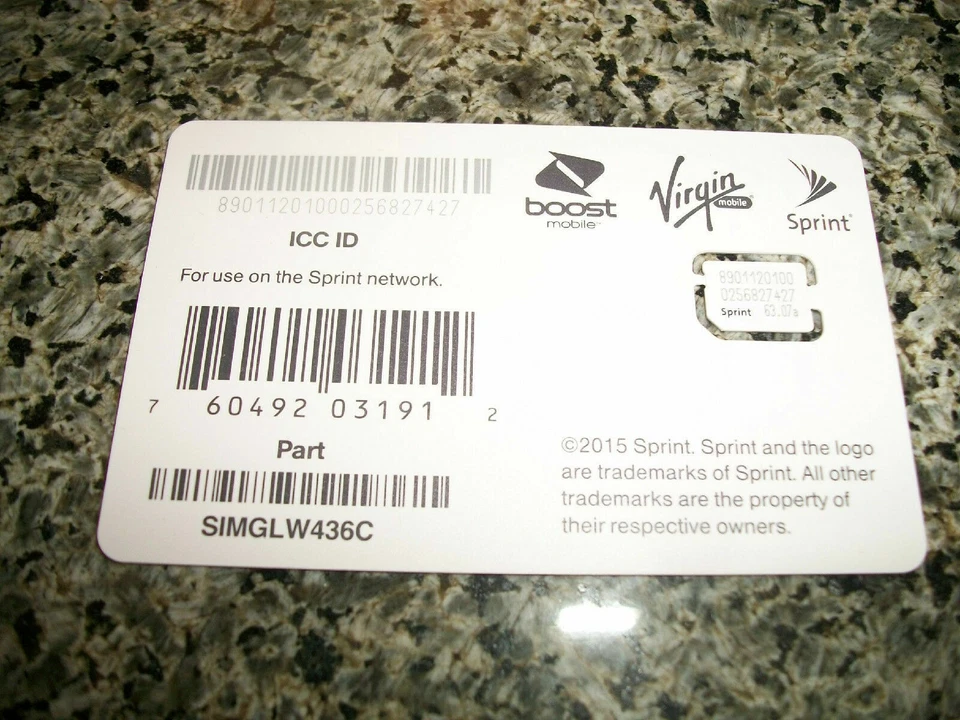 89011201000256827427
ICC ID
For use on the Sprint network.
7 60492 03191 2
Part
SIMGLW436C
boost
mobile
Virgin
mobile
Sprint
8901120100
0256827427
Sprint 63.07a
©2015 Sprint. Sprint and the logo
are trademarks of Sprint. All other
trademarks are the property of
their respective owners.